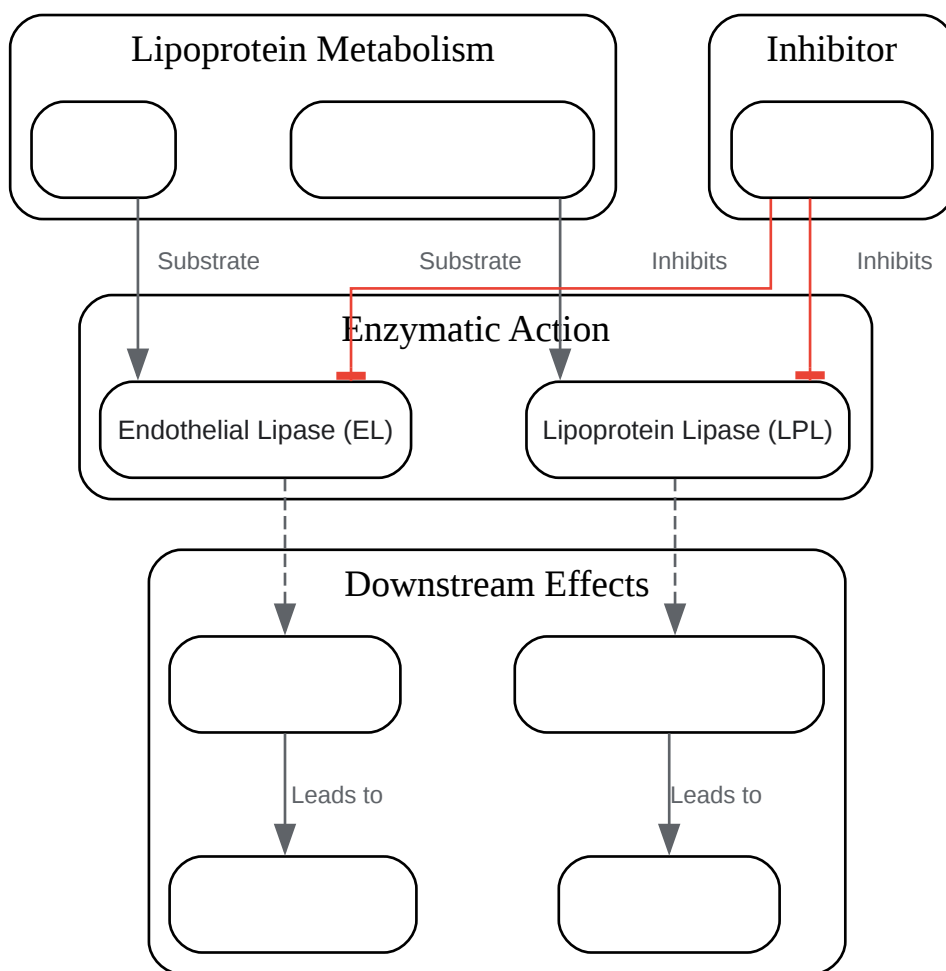 Lipoprotein Metabolism
Inhibitor
Substrate
Substrate
Inhibits
Inhibits
Enzymatic Action
Endothelial Lipase (EL)
Lipoprotein Lipase (LPL)
Downstream Effects
Leads to
Leads to